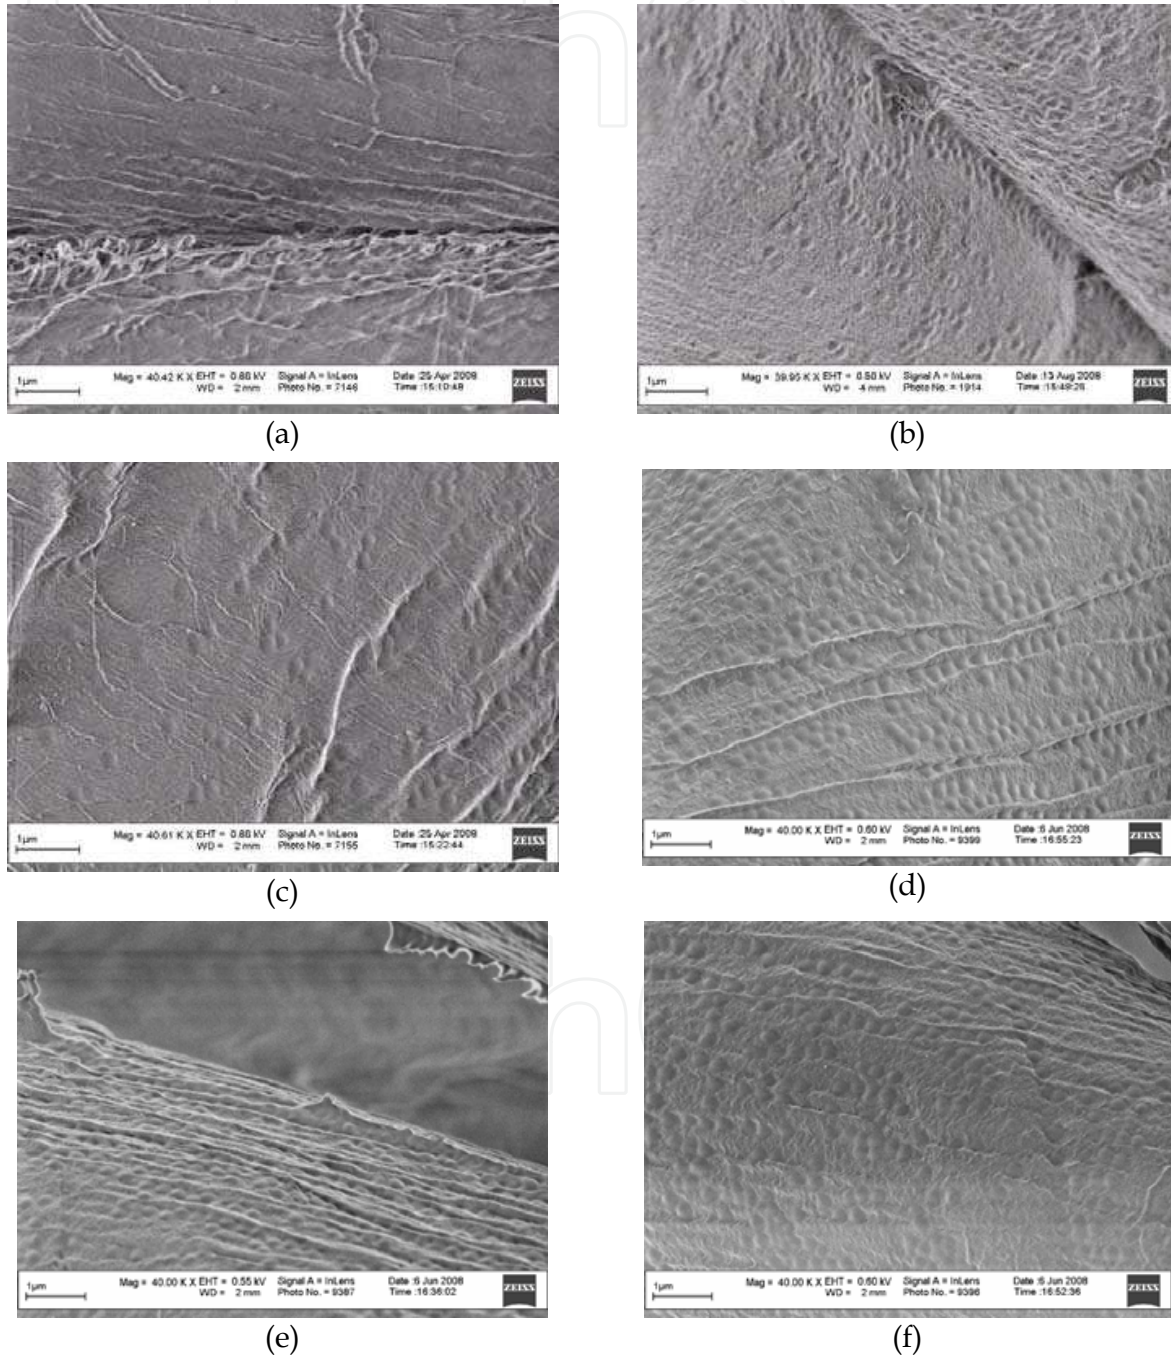 1µm
Mag = 40.42 K X EHT = 0.86 kV Signal A = InLens Date :25 Apr 2008
WD = 2 mm Photo No. = 7146 Time :15:10:48
ZEISS
(a)
1µm
Mag = 39.95 K X EHT = 0.50 kV Signal A = InLens Date :13 Aug 2008
WD = 4 mm Photo No. = 1914 Time :15:49:26
ZEISS
(b)
1µm
Mag = 40.61 K X EHT = 0.86 kV Signal A = InLens Date :25 Apr 2008
WD = 2 mm Photo No. = 7155 Time :15:22:44
ZEISS
(c)
1µm
Mag = 40.00 K X EHT = 0.60 kV Signal A = InLens Date :6 Jun 2008
WD = 2 mm Photo No. = 9399 Time :16:55:23
ZEISS
(d)
1µm
Mag = 40.00 K X EHT = 0.55 kV Signal A = InLens Date :6 Jun 2008
WD = 2 mm Photo No. = 9387 Time :16:36:02
ZEISS
(e)
1µm
Mag = 40.00 K X EHT = 0.60 kV Signal A = InLens Date :6 Jun 2008
WD = 2 mm Photo No. = 9396 Time :16:52:36
ZEISS
(f)